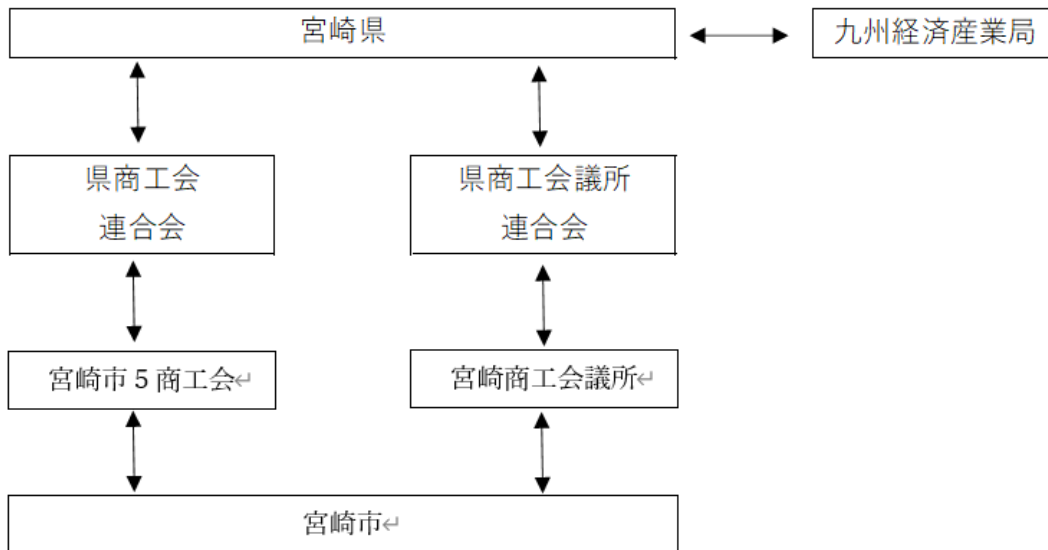 宮崎県
九州経済産業局
県商工会
連合会
県商工会議所
連合会
宮崎市５商工会↵
宮崎商工会議所↵
宮崎市↵